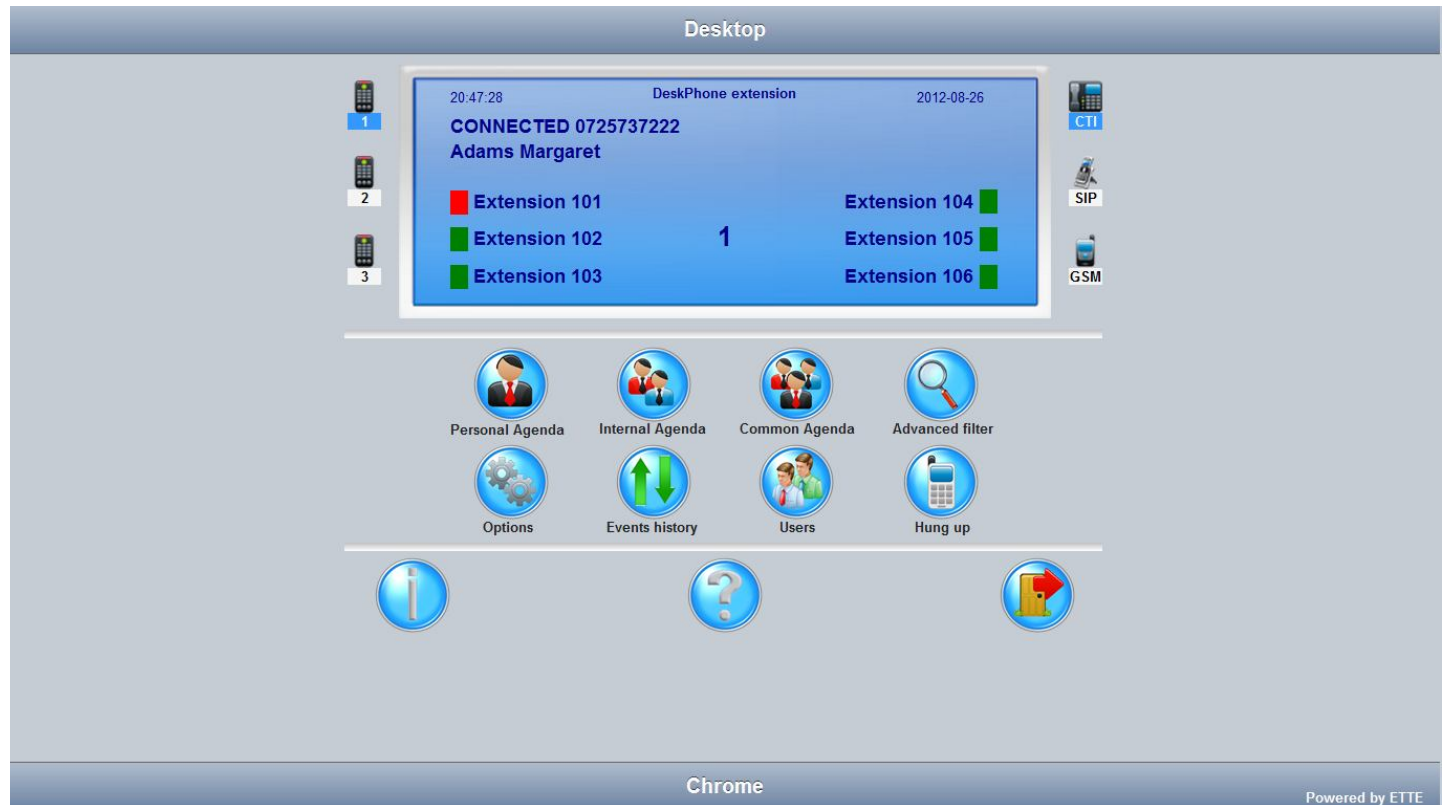 Desktop
20:47:28 DeskPhone extension 2012-08-26
CONNECTED 0725737222
Adams Margaret
1 CTI
Extension 101 Extension 104
2 SIP
Extension 102 1 Extension 105
Extension 103 Extension 106
3 GSM
Personal Agenda Internal Agenda Common Agenda Advanced filter
Options Events history Users Hung up
i ?
Chrome
Powered by ETTE